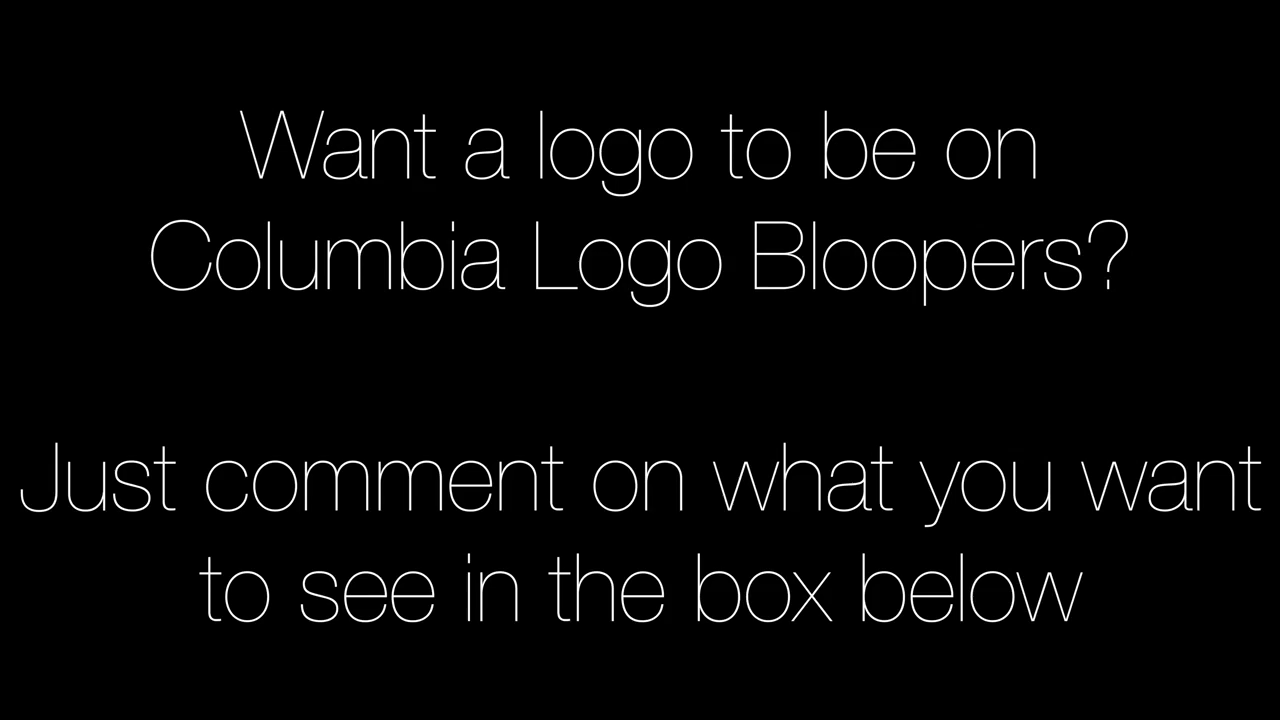 Want a logo to be on
Columbia Logo Bloopers?
Just comment on what you want
to see in the box below